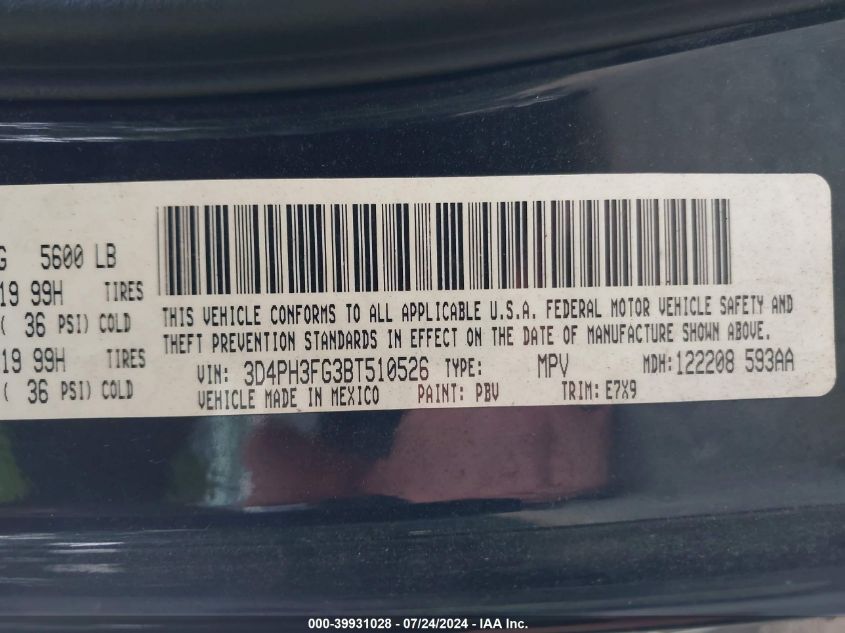 G 5600 LB
19 99H TIRES
( 36 PSI) COLD
19 99H TIRES
( 36 PSI) COLD
THIS VEHICLE CONFORMS TO ALL APPLICABLE U.S.A. FEDERAL MOTOR VEHICLE SAFETY AND
THEFT PREVENTION STANDARDS IN EFFECT ON THE DATE OF MANUFACTURE SHOWN ABOVE.
VIN: 3D4PH3FG3BT510526 TYPE: MPV MDH: 122208 593AA
VEHICLE MADE IN MEXICO PAINT: PBV TRIM: E7X9
000-39931028 - 07/24/2024 - IAA Inc.